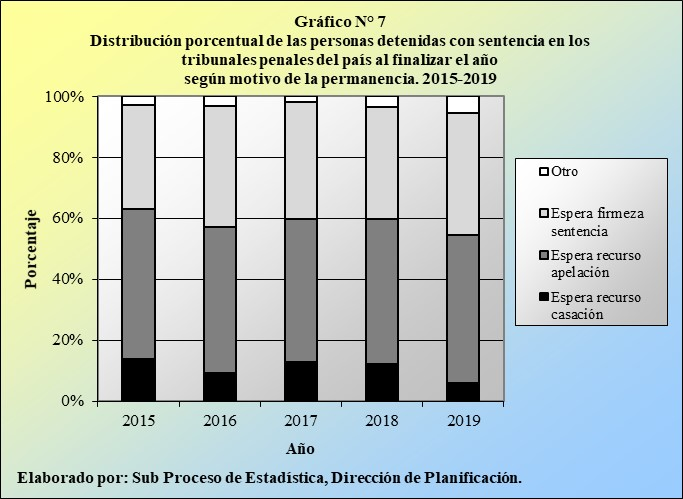 Gráfico N° 7
Distribución porcentual de las personas detenidas con sentencia en los
tribunales penales del país al finalizar el año
según motivo de la permanencia. 2015-2019
100%
80%
60%
40%
20%
0%
Porcentaje
2015
2016
2017
2018
2019
Año
Otro
Espera firmeza
sentencia
Espera recurso
apelación
Espera recurso
casación
Elaborado por: Sub Proceso de Estadística, Dirección de Planificación.